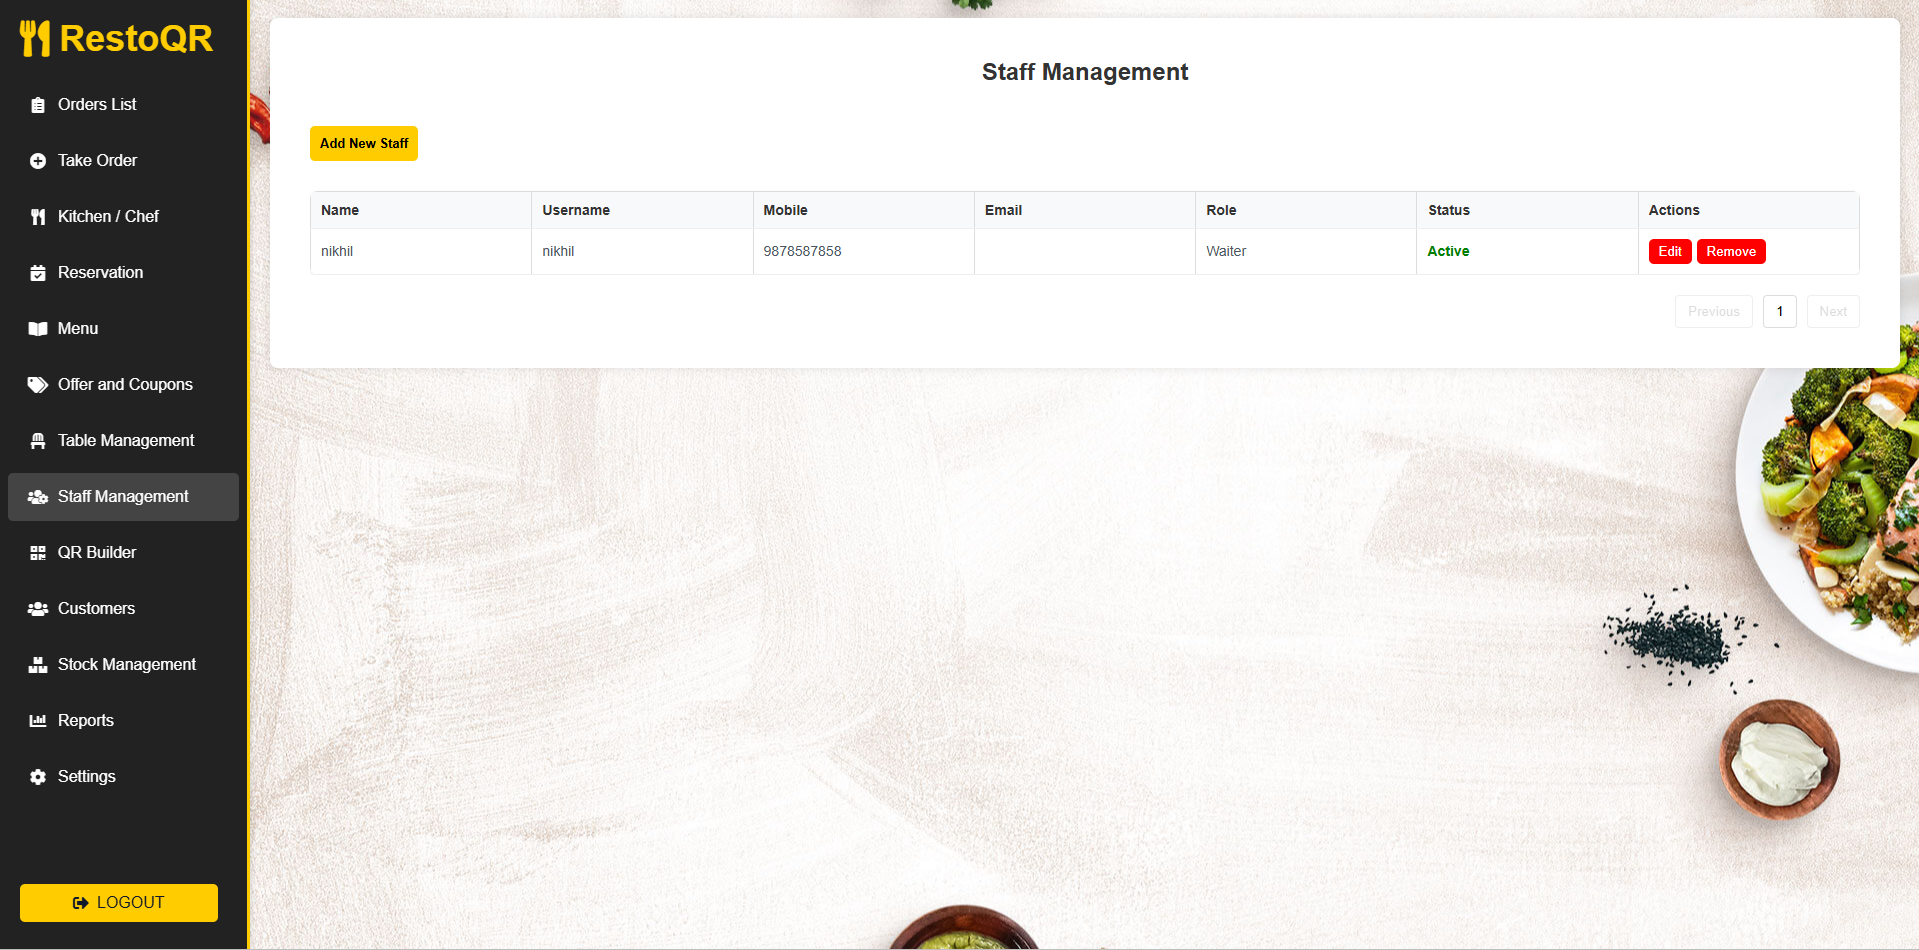 RestoQR
Orders List
Take Order
Kitchen / Chef
Reservation
Menu
Offer and Coupons
Table Management
Staff Management
QR Builder
Customers
Stock Management
Reports
Settings
LOGOUT
Staff Management
Add New Staff
Name Username Mobile Email Role Status Actions
nikhil nikhil 9878587858 Waiter Active Edit Remove
Previous 1 Next